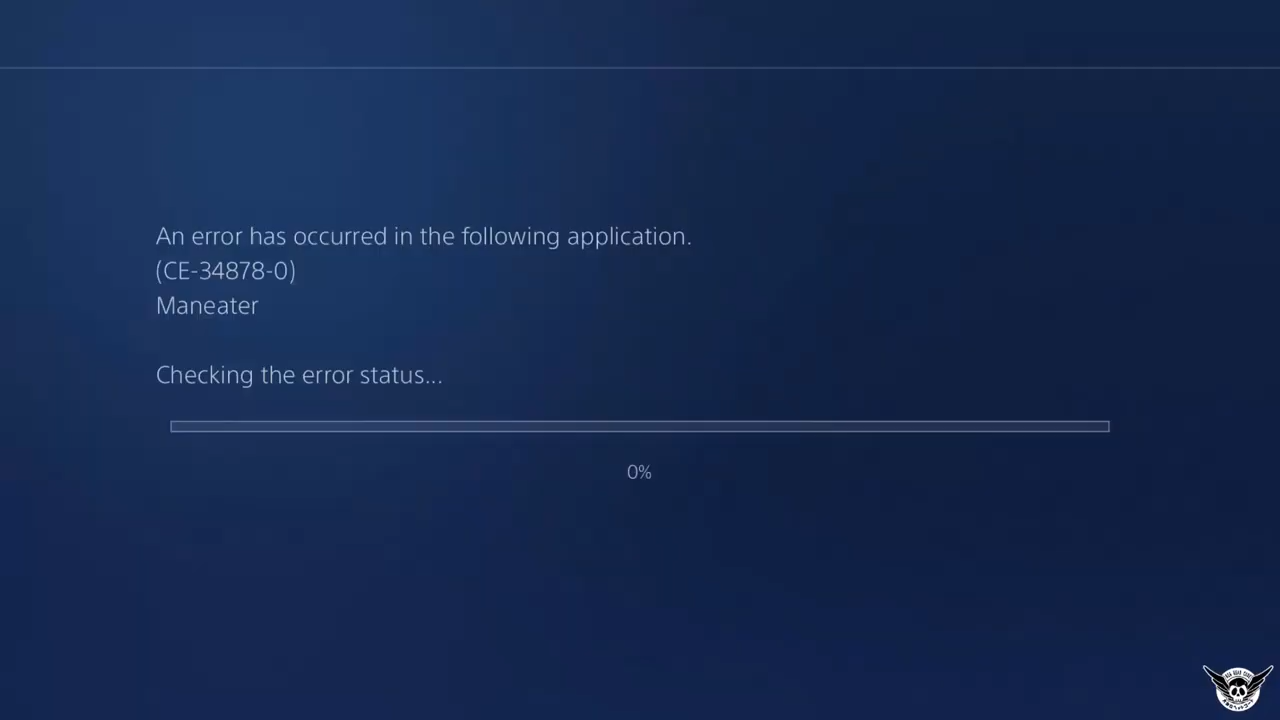 An error has occurred in the following application.
(CE-34878-0)
Maneater
Checking the error status...
0%